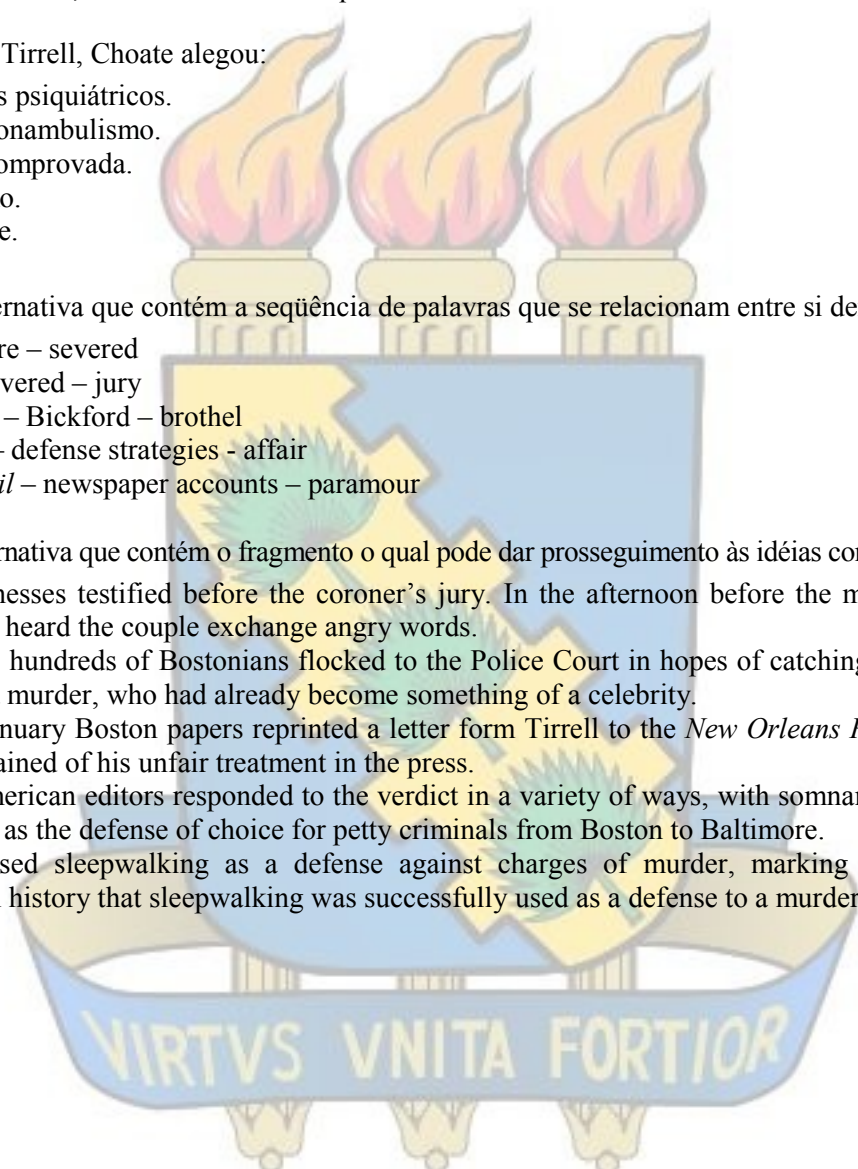 Tirrell, Choate alegou:
s psiquiátricos.
onambulismo.
omprovada.
o.
e.
ernativa que contém a seqüência de palavras que se relacionam entre si de
re – severed
vered – jury
– Bickford – brothel
– defense strategies - affair
il – newspaper accounts – paramour
rnativa que contém o fragmento o qual pode dar prosseguimento às idéias con
nesses testified before the coroner’s jury. In the afternoon before the m
heard the couple exchange angry words.
hundreds of Bostonians flocked to the Police Court in hopes of catching
murder, who had already become something of a celebrity.
nuary Boston papers reprinted a letter form Tirrell to the New Orleans
ained of his unfair treatment in the press.
merican editors responded to the verdict in a variety of ways, with somnam
as the defense of choice for petty criminals from Boston to Baltimore.
sed sleepwalking as a defense against charges of murder, marking
history that sleepwalking was successfully used as a defense to a murder
VIRTVS VNITA FORTIOR